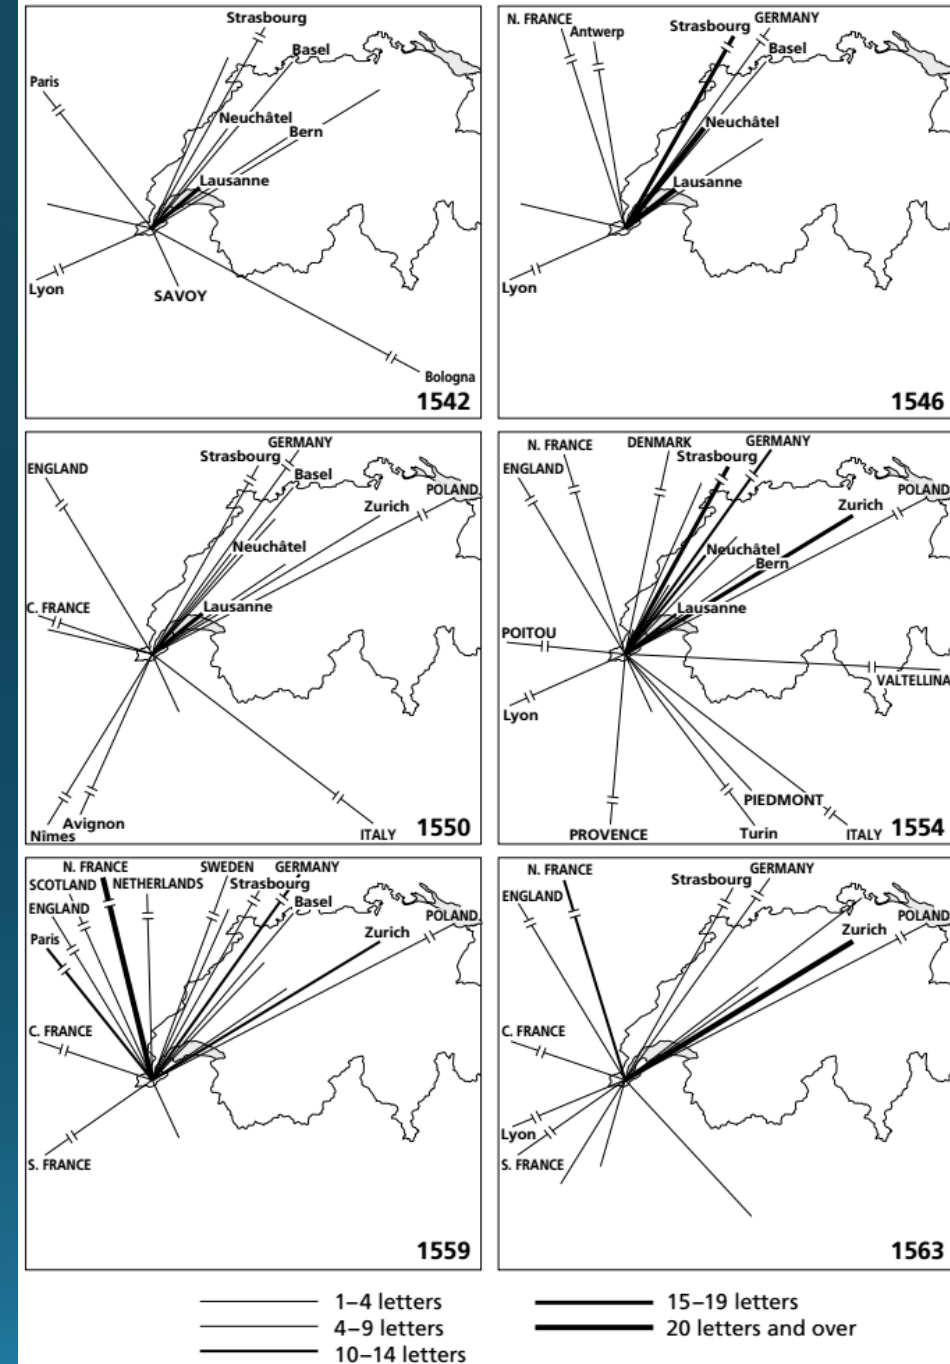 Strasbourg
Basel
Paris
Neuchâtel
Bern
Lausanne
Lyon
SAVOY
Bologna
1542
N. FRANCE
GERMANY
Strasbourg
Antwerp
Basel
Neuchâtel
Lausanne
Lyon
1546
GERMANY
Strasbourg
ENGLAND
Basel
POLAND
Zurich
Neuchâtel
C. FRANCE
Lausanne
Avignon
Nîmes
ITALY
1550
N. FRANCE
DENMARK
GERMANY
Strasbourg
ENGLAND
POLAND
Zurich
Neuchâtel
Bern
Lausanne
POITOU
VALTELLINA
Lyon
PIEDMONT
PROVENCE
Turin
ITALY
1554
N. FRANCE
SWEDEN
GERMANY
SCOTLAND
NETHERLANDS
Strasbourg
ENGLAND
Basel
POLAND
Paris
Zurich
C. FRANCE
S. FRANCE
1559
N. FRANCE
GERMANY
Strasbourg
ENGLAND
POLAND
Zurich
C. FRANCE
Lyon
S. FRANCE
1563
1–4 letters
4–9 letters
10–14 letters
15–19 letters
20 letters and over